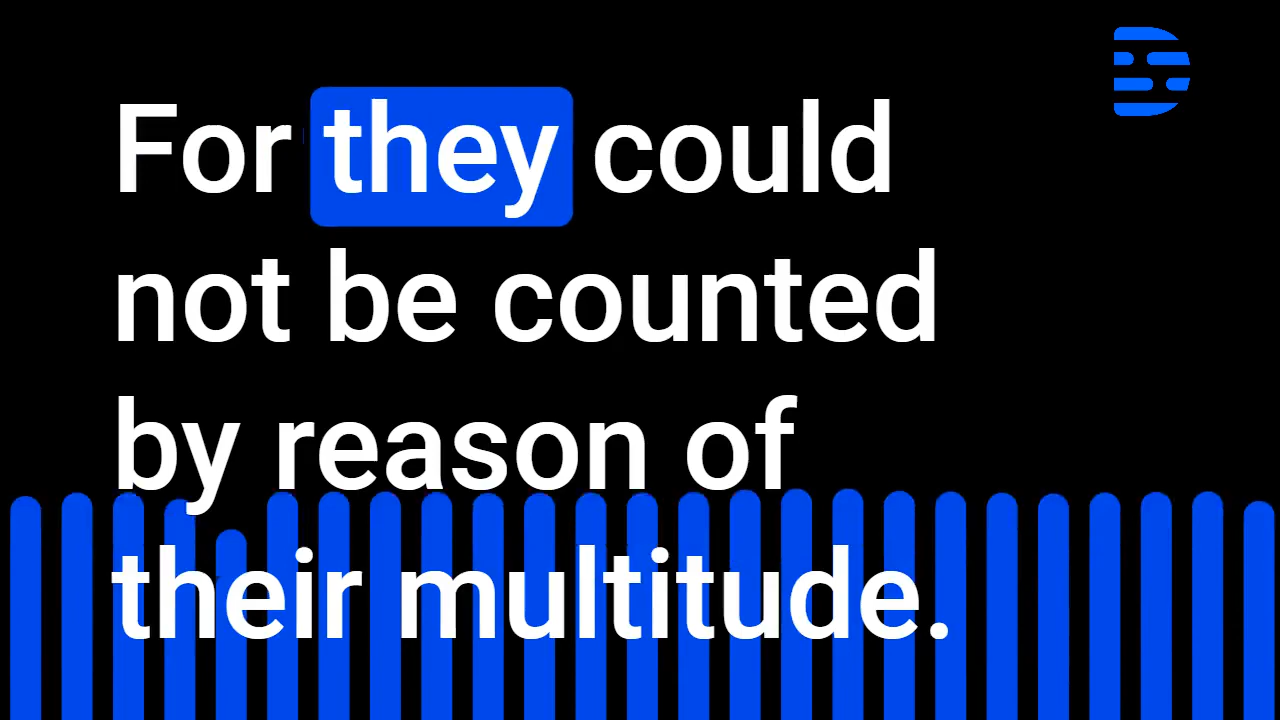 For they could
not be counted
by reason of
their multitude.